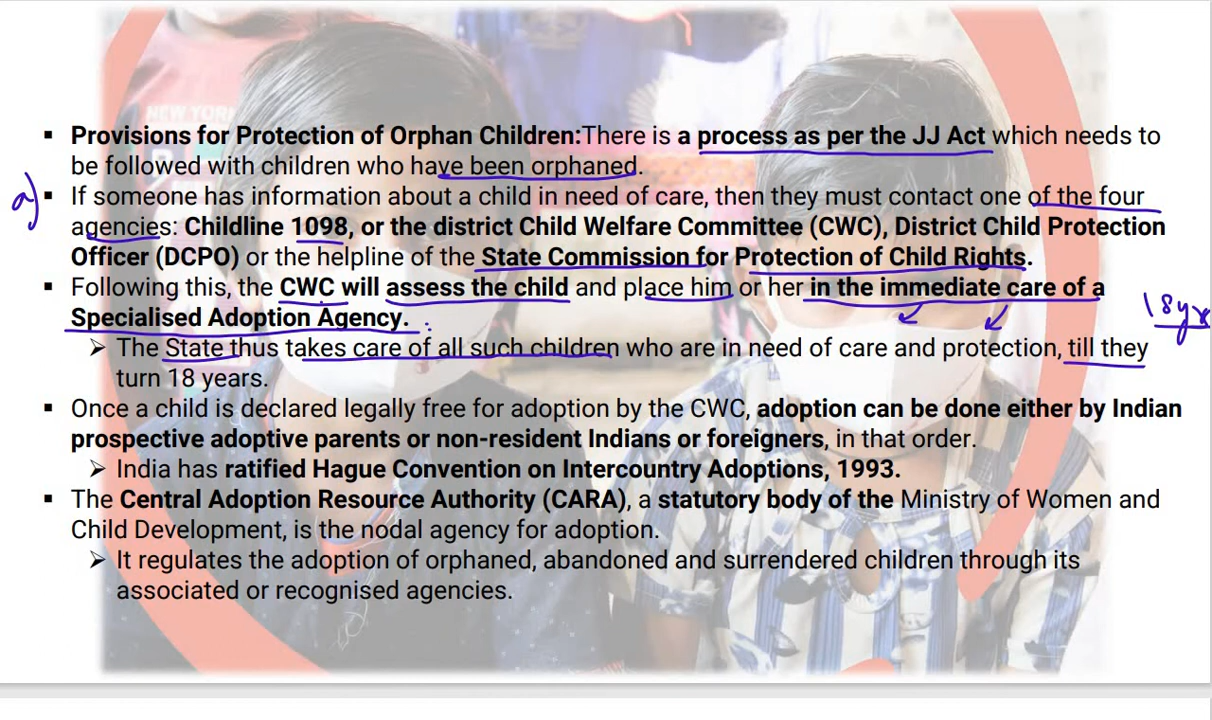 NEW YORK
▪ Provisions for Protection of Orphan Children:There is a process as per the JJ Act which needs to
be followed with children who have been orphaned.
a) ▪ If someone has information about a child in need of care, then they must contact one of the four
agencies: Childline 1098, or the district Child Welfare Committee (CWC), District Child Protection
Officer (DCPO) or the helpline of the State Commission for Protection of Child Rights.
▪ Following this, the CWC will assess the child and place him or her in the immediate care of a
Specialised Adoption Agency.
18yrs
➢ The State thus takes care of all such children who are in need of care and protection, till they
turn 18 years.
▪ Once a child is declared legally free for adoption by the CWC, adoption can be done either by Indian
prospective adoptive parents or non-resident Indians or foreigners, in that order.
➢ India has ratified Hague Convention on Intercountry Adoptions, 1993.
▪ The Central Adoption Resource Authority (CARA), a statutory body of the Ministry of Women and
Child Development, is the nodal agency for adoption.
➢ It regulates the adoption of orphaned, abandoned and surrendered children through its
associated or recognised agencies.